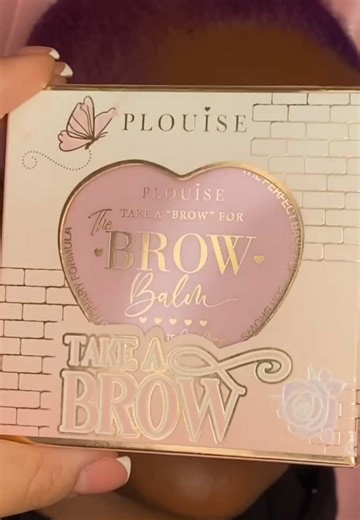 PLOUISE
PLOUISE
TAKE A "BROW" FOR
The
BROW
Balm
TAKE A
BROW